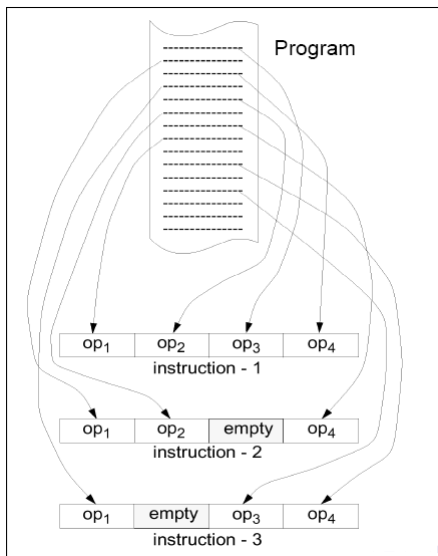 Program
op1 op2 op3 op4
instruction - 1
op1 op2 empty op4
instruction - 2
op1 empty op3 op4
instruction - 3